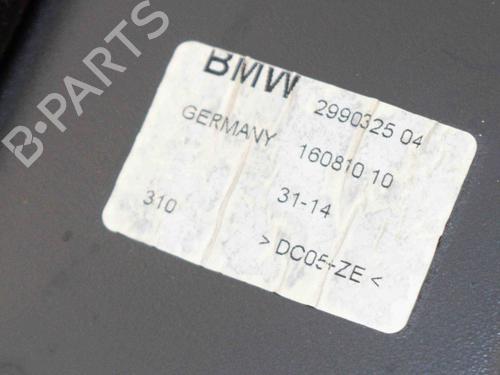 B-PARTS
BMW
2990325 04
GERMANY
160810 10
310
31-14
> DC05+ZE <